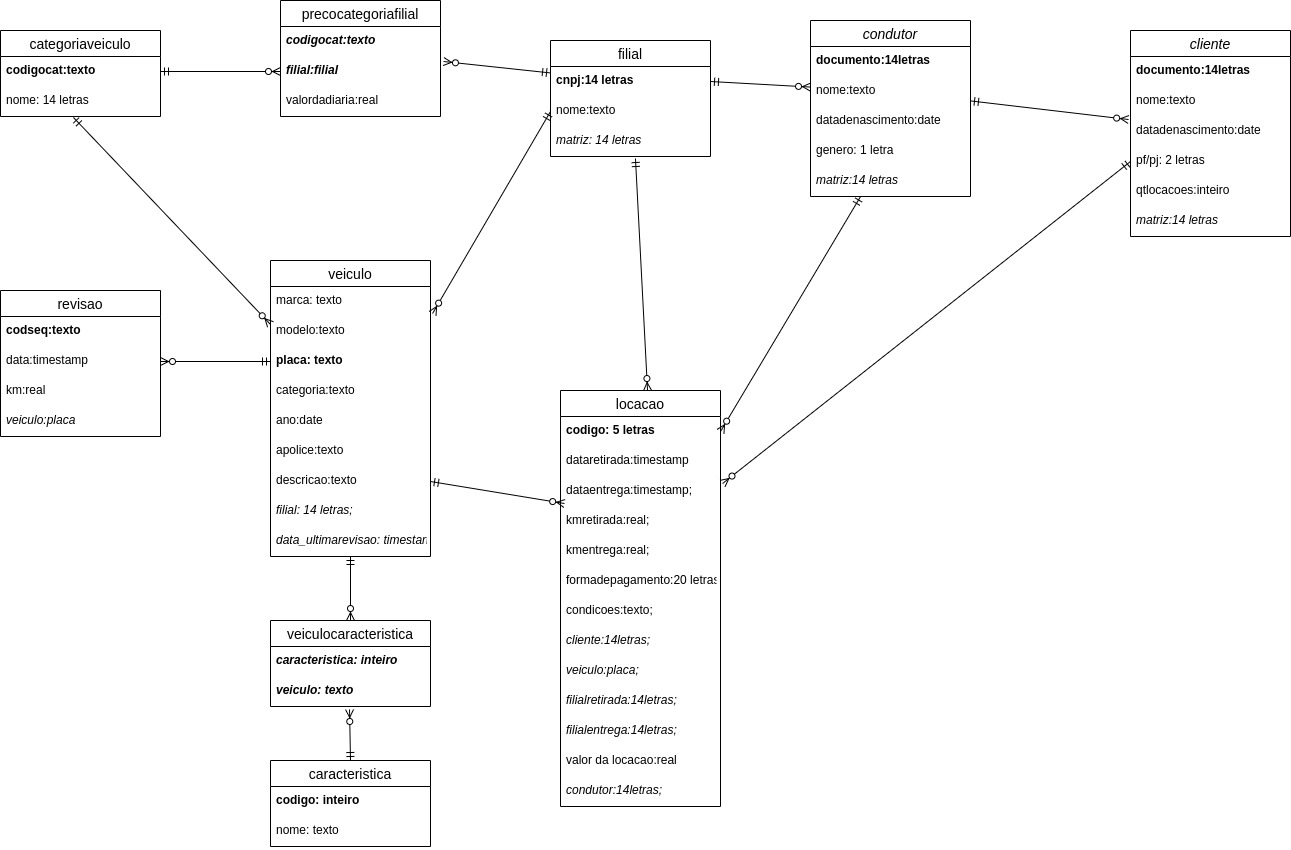 precocategoriafilial
codigocat:texto
filial:filial
valordadiaria:real
categoriaveiculo
codigocat:texto
nome: 14 letras
filial
cnpj:14 letras
nome:texto
matriz: 14 letras
condutor
documento:14letras
nome:texto
datadenascimento:date
genero: 1 letra
matriz:14 letras
cliente
documento:14letras
nome:texto
datadenascimento:date
pf/pj: 2 letras
qtlocacoes:inteiro
matriz:14 letras
veiculo
marca: texto
modelo:texto
placa: texto
categoria:texto
ano:date
apolice:texto
descricao:texto
filial: 14 letras;
data_ultimarevisao: timestam
revisao
codseq:texto
data:timestamp
km:real
veiculo:placa
locacao
codigo: 5 letras
dataretirada:timestamp
dataentrega:timestamp;
kmretirada:real;
kmentrega:real;
formadepagamento:20 letras
condicoes:texto;
cliente:14letras;
veiculo:placa;
filialretirada:14letras;
filialentrega:14letras;
valor da locacao:real
condutor:14letras;
veiculocaracteristica
caracteristica: inteiro
veiculo: texto
caracteristica
codigo: inteiro
nome: texto